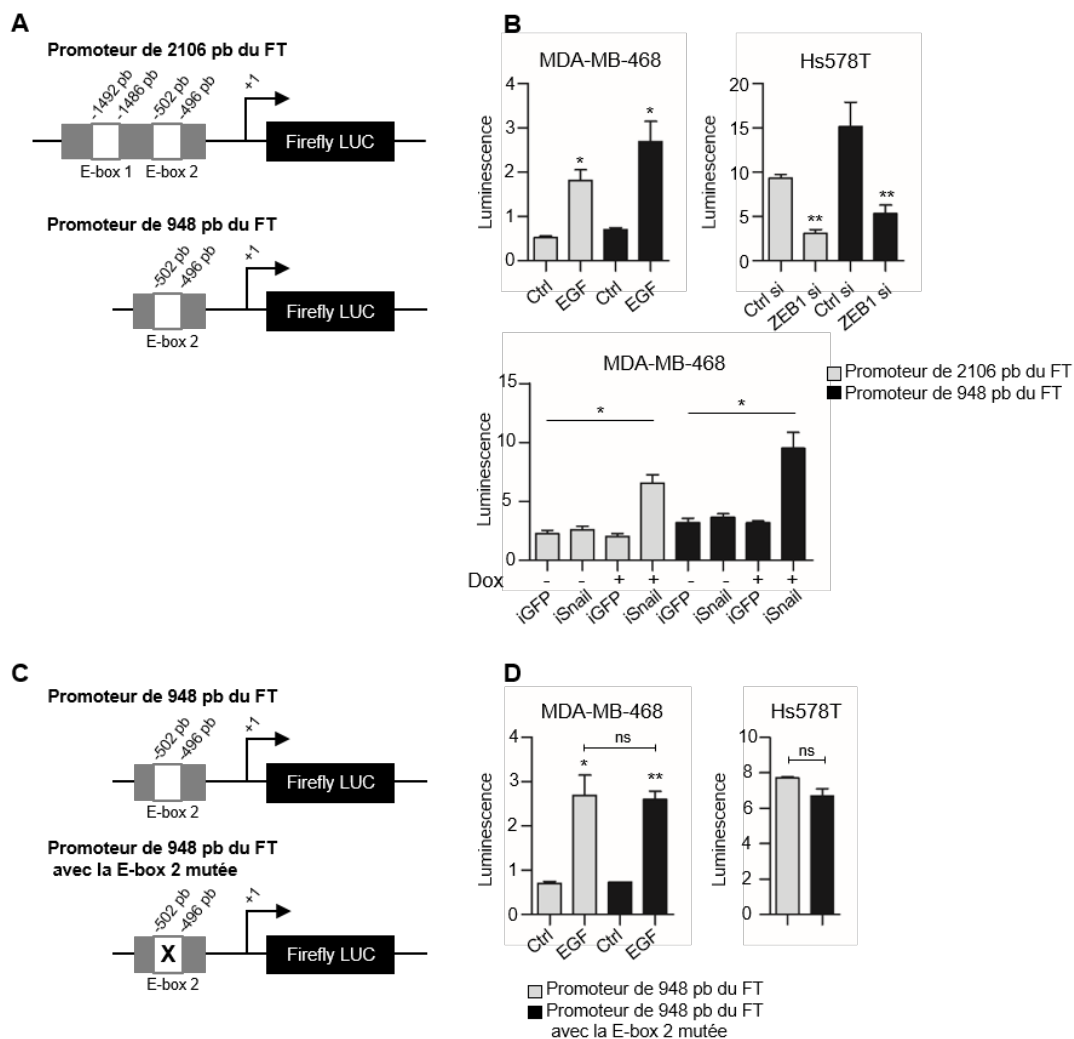 A
Promoteur de 2106 pb du FT
-1492 pb
-1486 pb
-502 pb
-496 pb
+1
Firefly LUC
E-box 1
E-box 2
Promoteur de 948 pb du FT
-502 pb
-496 pb
+1
Firefly LUC
E-box 2
B
MDA-MB-468
Luminescence
4
3
2
1
0
*
*
Ctrl
EGF
Ctrl
EGF
Hs578T
Luminescence
20
15
10
5
0
**
**
Ctrl si
ZEB1 si
Ctrl si
ZEB1 si
MDA-MB-468
Luminescence
15
10
5
0
*
*
Dox - - + + - - + +
iGFP
iSnail
iGFP
iSnail
iGFP
iSnail
iGFP
iSnail
Promoteur de 2106 pb du FT
Promoteur de 948 pb du FT
C
Promoteur de 948 pb du FT
-502 pb
-496 pb
+1
Firefly LUC
E-box 2
Promoteur de 948 pb du FT
avec la E-box 2 mutée
-502 pb
-496 pb
+1
X
Firefly LUC
E-box 2
D
MDA-MB-468
Luminescence
4
3
2
1
0
ns
*
**
Ctrl
EGF
Ctrl
EGF
Hs578T
Luminescence
10
8
6
4
2
0
ns
Promoteur de 948 pb du FT
Promoteur de 948 pb du FT
avec la E-box 2 mutée